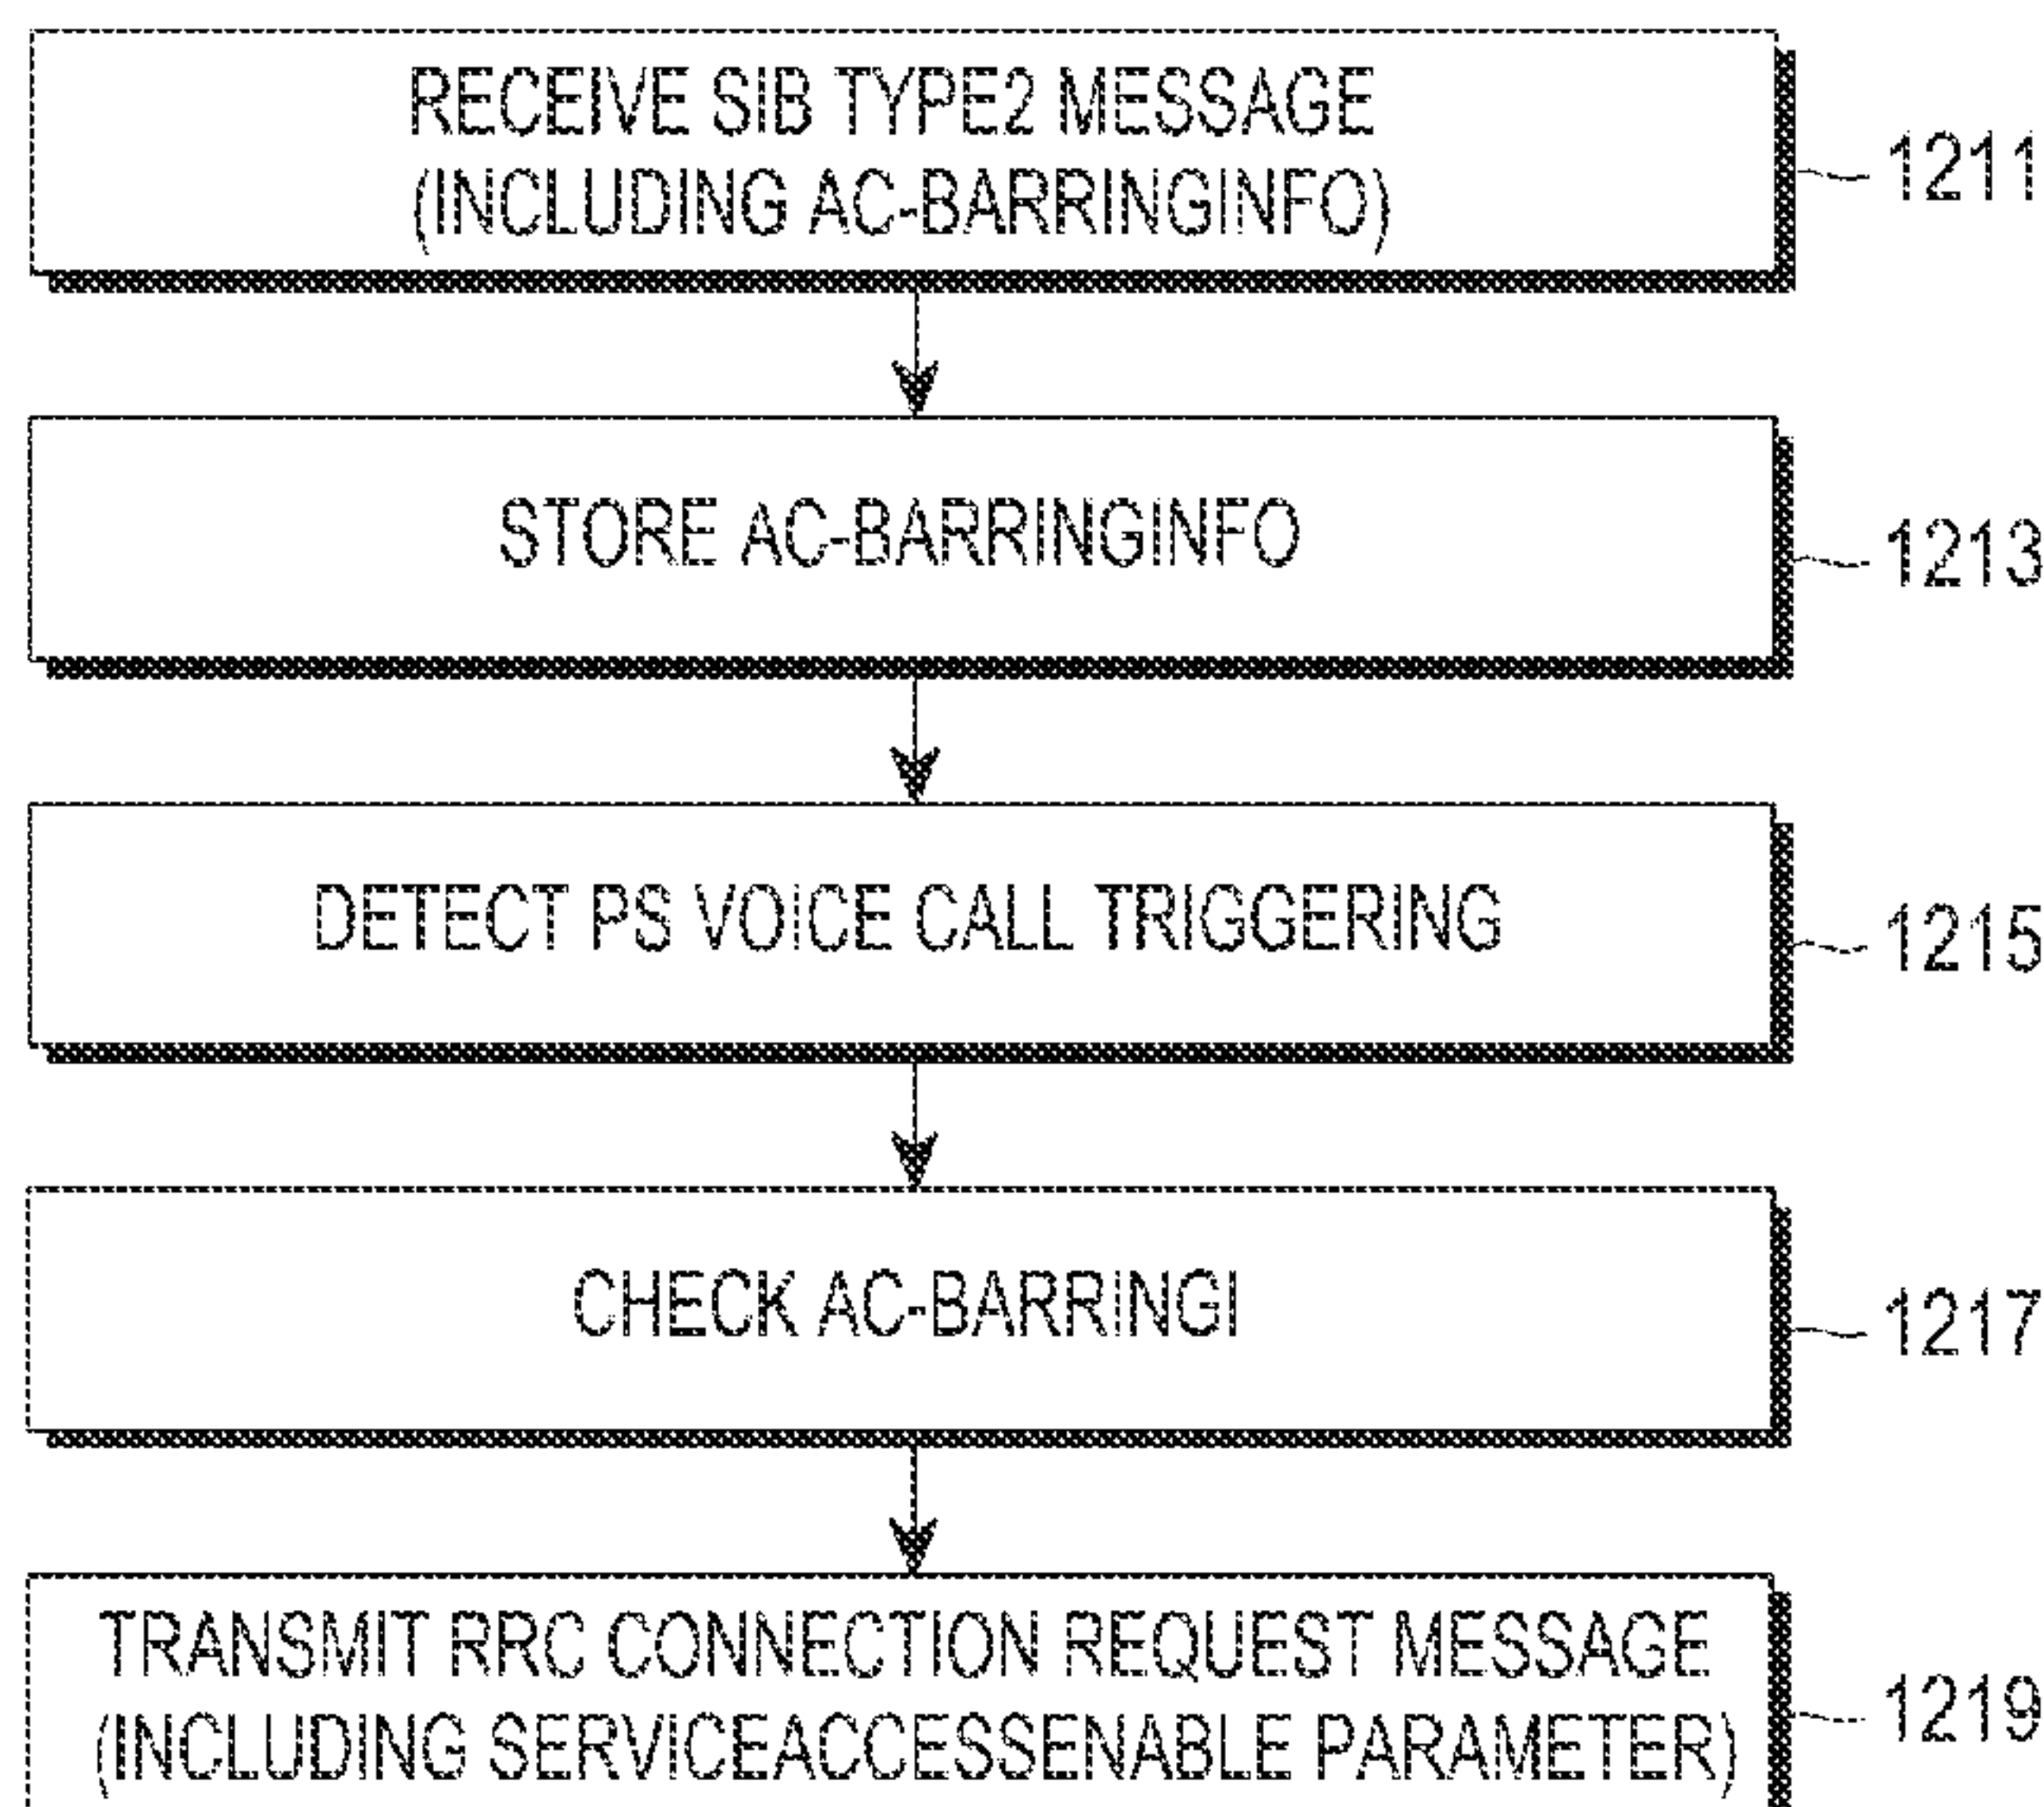 RECEIVE SIB TYPE2 MESSAGE
(INCLUDING AC-BARRINGINFO)
1211
STORE AC-BARRINGINFO
1213
DETECT PS VOICE CALL TRIGGERING
1215
CHECK AC-BARRINGI
1217
TRANSMIT RRC CONNECTION REQUEST MESSAGE
(INCLUDING SERVICEACCESSENABLE PARAMETER)
1219